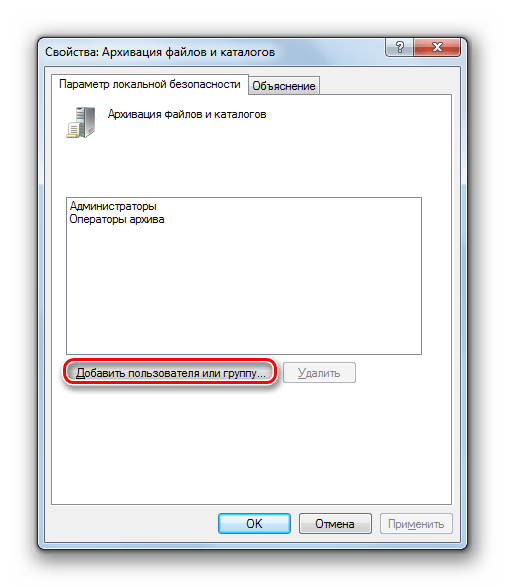 Свойства: Архивация файлов и каталогов
Параметр локальной безопасности
Объяснение
Архивация файлов и каталогов
Администраторы
Операторы архива
Добавить пользователя или группу...
Удалить
OK
Отмена
Применить